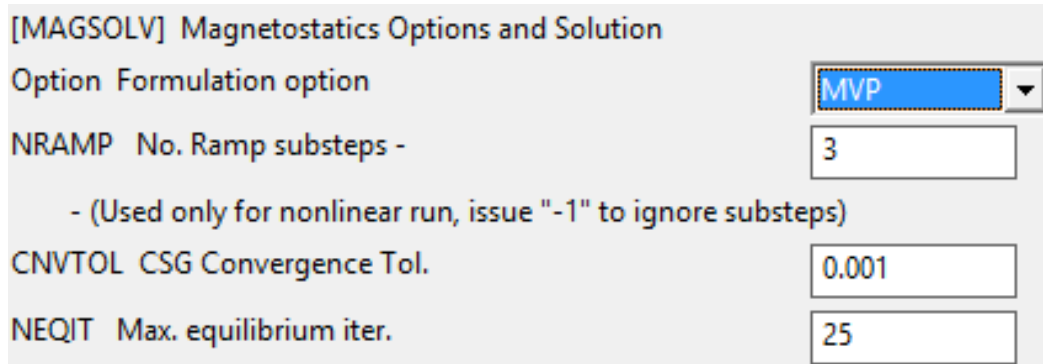 [MAGSOLV] Magnetostatics Options and Solution
Option Formulation option MVP
NRAMP No. Ramp substeps - 3
- (Used only for nonlinear run, issue "-1" to ignore substeps)
CNVTOL CSG Convergence Tol. 0.001
NEQIT Max. equilibrium iter. 25